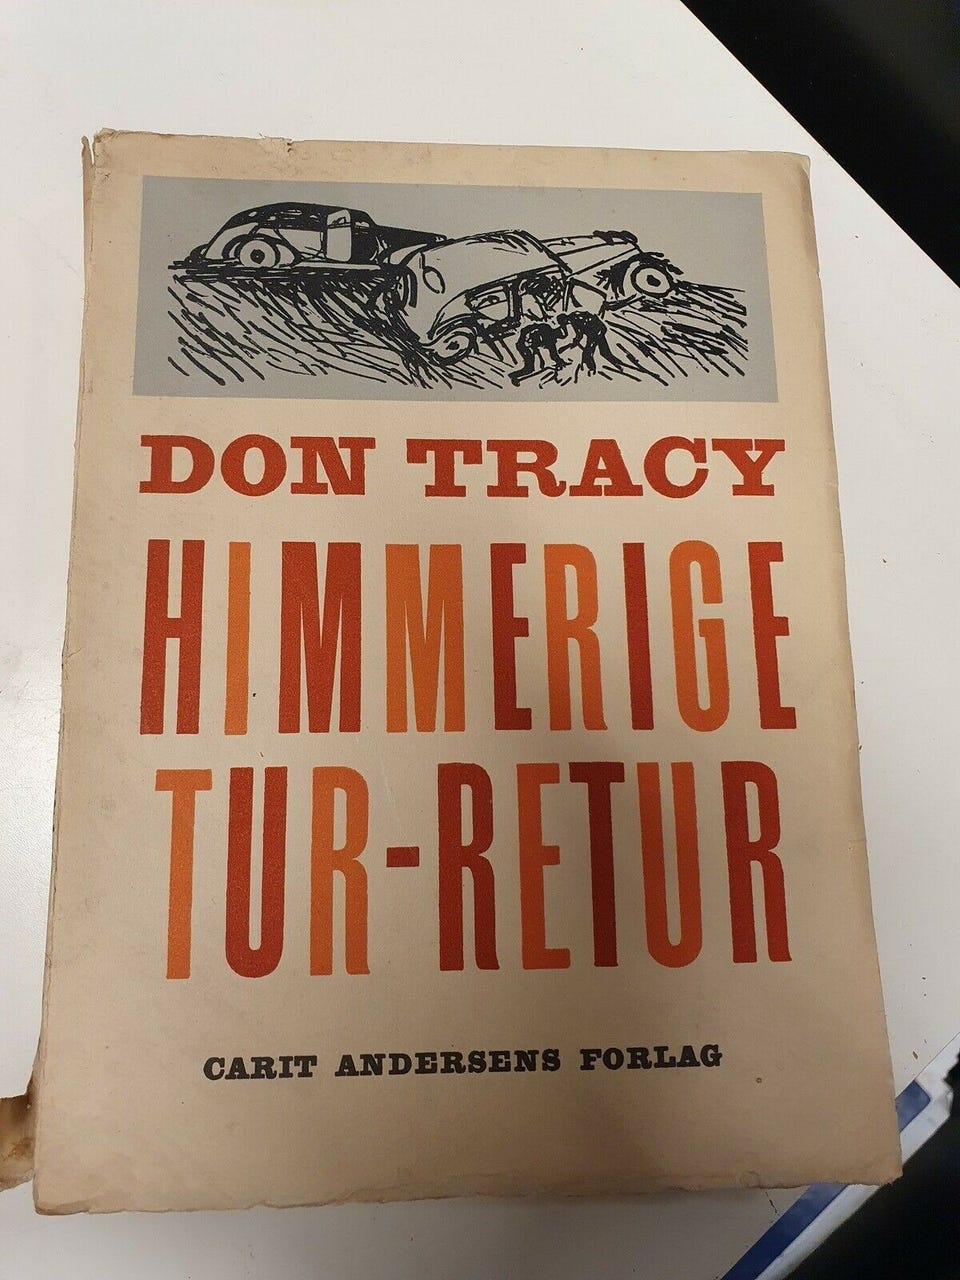 DON TRACY
HIMMERIGE
TUR-RETUR
CARIT ANDERSENS FORLAG